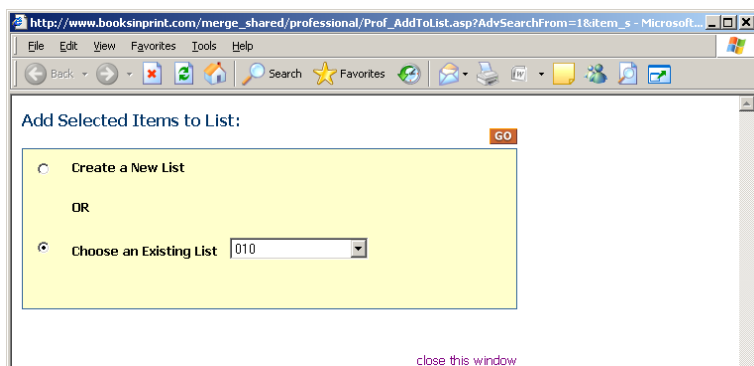 http://www.booksinprint.com/merge_shared/professional/Prof_AddToList.asp?AdvSearchFrom=1&item_s - Microsoft...
File Edit View Favorites Tools Help
Back Search Favorites
Add Selected Items to List:
GO
Create a New List
OR
Choose an Existing List 010
close this window